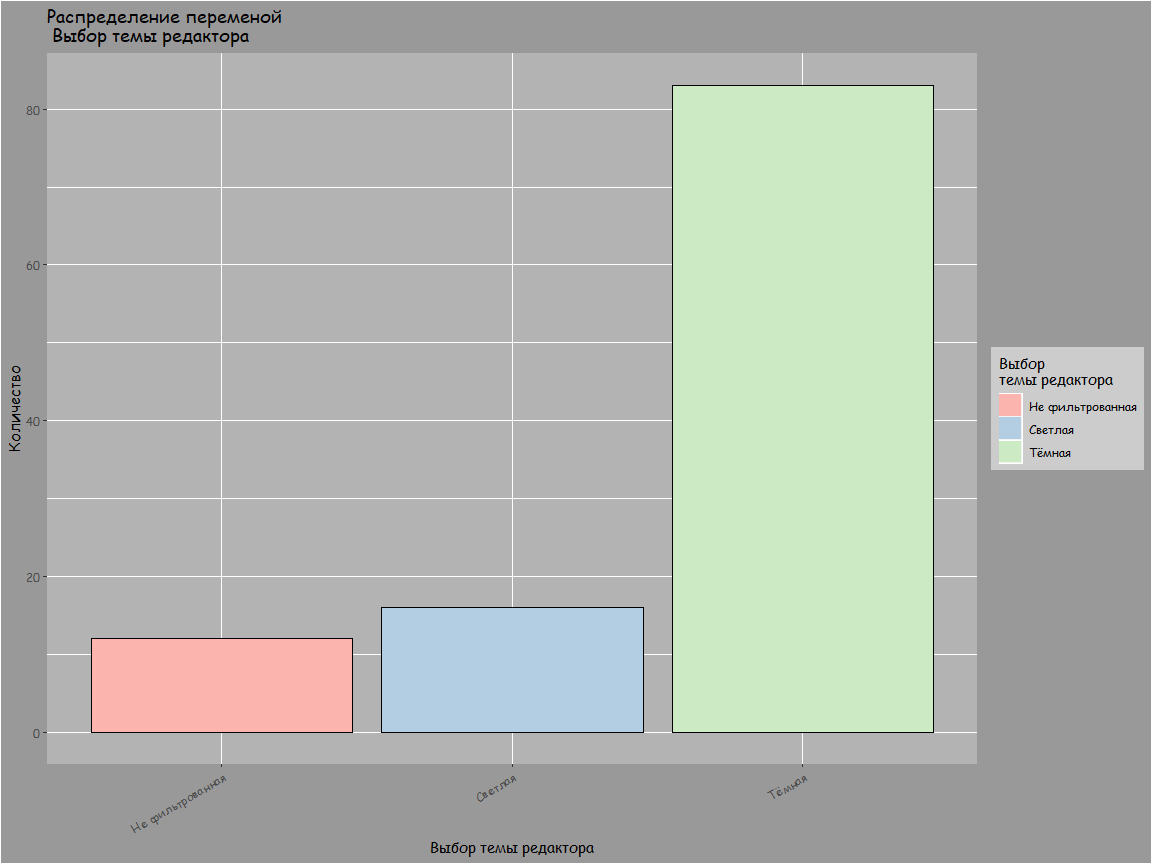 Распределение переменой
Выбор темы редактора
80
60
40
20
0
Количество
Не фильтрованная
Светлая
Тёмная
Выбор темы редактора
Выбор
темы редактора
Не фильтрованная
Светлая
Тёмная